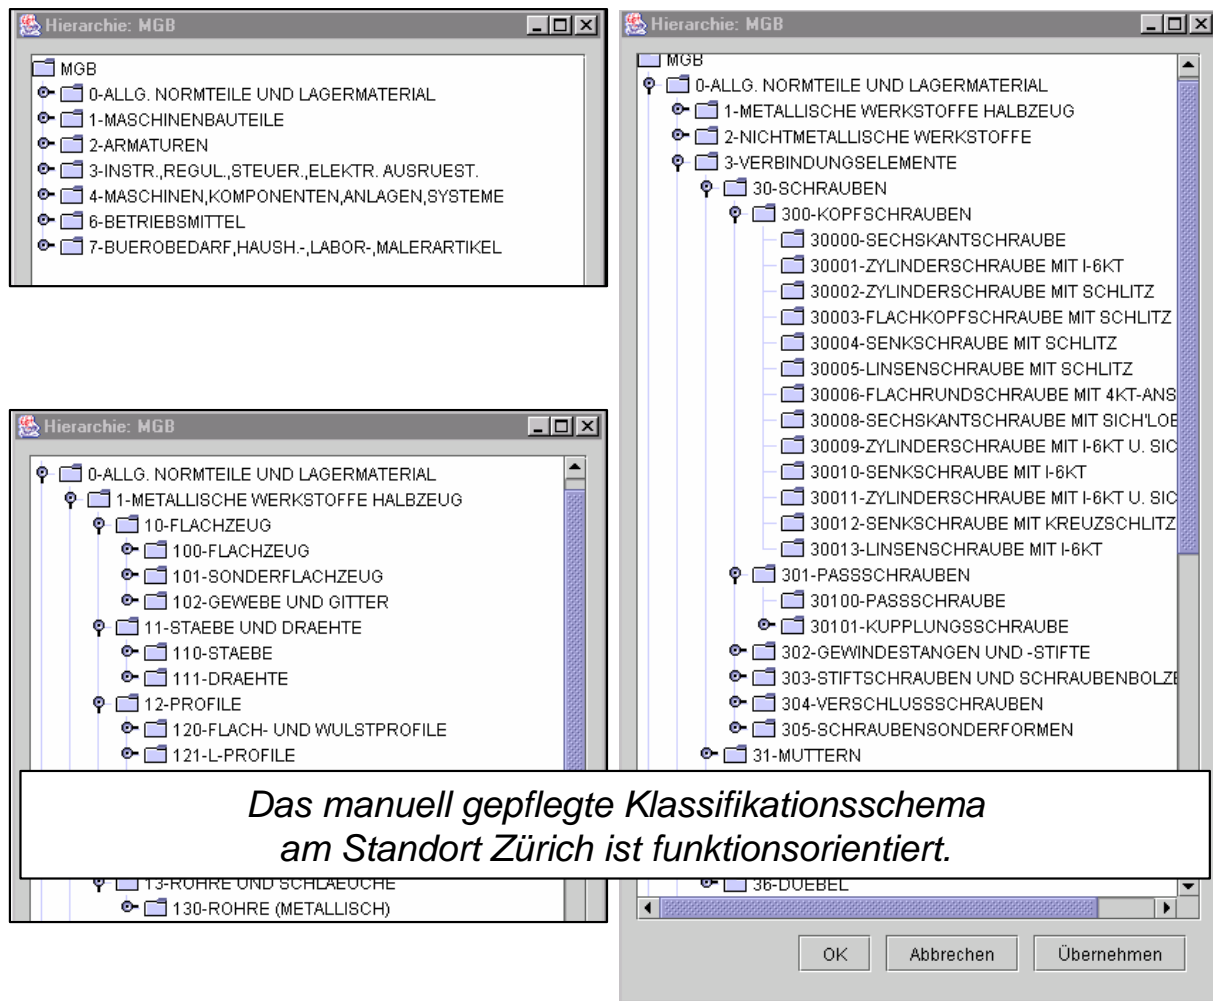 Hierarchie: MGB
MGB
0-ALLG. NORMTEILE UND LAGERMATERIAL
1-MASCHINENBAUTEILE
2-ARMATUREN
3-INSTR.,REGUL.,STEUER.,ELEKTR. AUSRUEST.
4-MASCHINEN,KOMPONENTEN,ANLAGEN,SYSTEME
6-BETRIEBSMITTEL
7-BUEROBEDARF,HAUSH.-,LABOR-,MALERARTIKEL
Hierarchie: MGB
0-ALLG. NORMTEILE UND LAGERMATERIAL
1-METALLISCHE WERKSTOFFE HALBZEUG
10-FLACHZEUG
100-FLACHZEUG
101-SONDERFLACHZEUG
102-GEWEBE UND GITTER
11-STAEBE UND DRAEHTE
110-STAEBE
111-DRAEHTE
12-PROFILE
120-FLACH- UND WULSTPROFILE
121-L-PROFILE
13-ROHRE UND SCHLAEUCHE
130-ROHRE (METALLISCH)
Hierarchie: MGB
MGB
0-ALLG. NORMTEILE UND LAGERMATERIAL
1-METALLISCHE WERKSTOFFE HALBZEUG
2-NICHTMETALLISCHE WERKSTOFFE
3-VERBINDUNGSELEMENTE
30-SCHRAUBEN
300-KOPFSCHRAUBEN
30000-SECHSKANTSCHRAUBE
30001-ZYLINDERSCHRAUBE MIT I-6KT
30002-ZYLINDERSCHRAUBE MIT SCHLITZ
30003-FLACHKOPFSCHRAUBE MIT SCHLITZ
30004-SENKSCHRAUBE MIT SCHLITZ
30005-LINSENSCHRAUBE MIT SCHLITZ
30006-FLACHRUNDSCHRAUBE MIT 4KT-ANS
30008-SECHSKANTSCHRAUBE MIT SICH'LOE
30009-ZYLINDERSCHRAUBE MIT I-6KT U. SIC
30010-SENKSCHRAUBE MIT I-6KT
30011-ZYLINDERSCHRAUBE MIT I-6KT U. SIC
30012-SENKSCHRAUBE MIT KREUZSCHLITZ
30013-LINSENSCHRAUBE MIT I-6KT
301-PASSSCHRAUBEN
30100-PASSSCHRAUBE
30101-KUPPLUNGSSCHRAUBE
302-GEWINDESTANGEN UND -STIFTE
303-STIFTSCHRAUBEN UND SCHRAUBENBOLZE
304-VERSCHLUSSSCHRAUBEN
305-SCHRAUBENSONDERFORMEN
31-MUTTERN
36-DUEBEL
OK Abbrechen Übernehmen
Das manuell gepflegte Klassifikationsschema
am Standort Zürich ist funktionsorientiert.